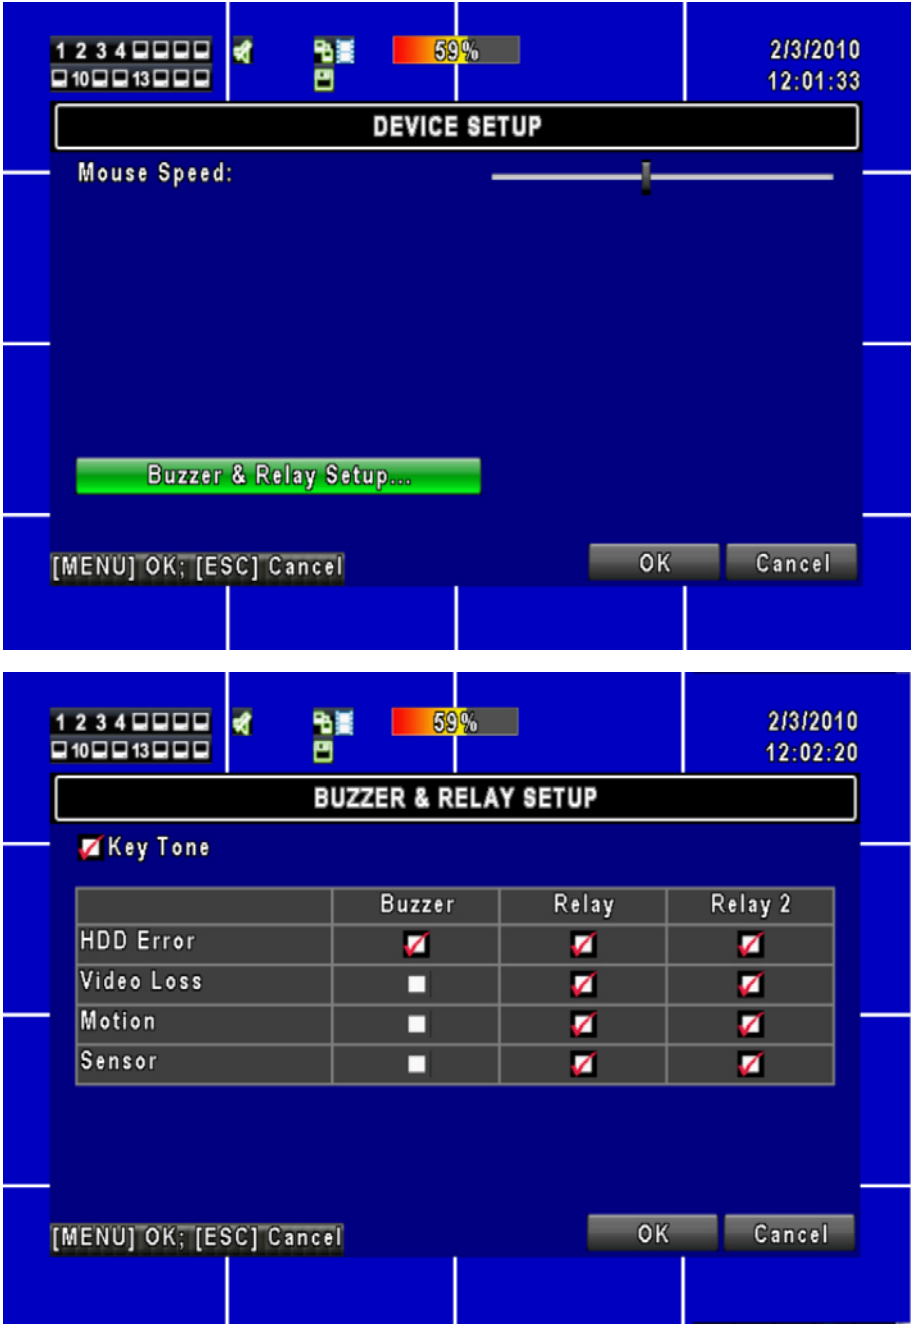 1 2 3 4 59% 2/3/2010
10 13 12:01:33
DEVICE SETUP
Mouse Speed:
Buzzer & Relay Setup...
[MENU] OK; [ESC] Cancel OK Cancel
1 2 3 4 59% 2/3/2010
10 13 12:02:20
BUZZER & RELAY SETUP
Key Tone
Buzzer Relay Relay 2
HDD Error
Video Loss
Motion
Sensor
[MENU] OK; [ESC] Cancel OK Cancel